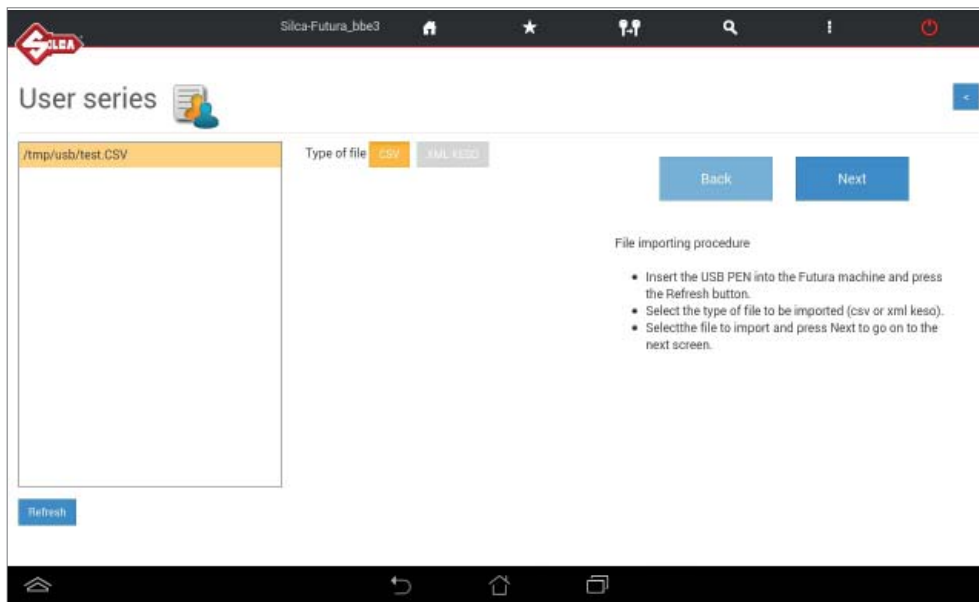 Silca-Futura_bbe3
SILCA
User series
<
/tmp/usb/test.CSV
Type of file CSV XML KESO
Back Next
File importing procedure
• Insert the USB PEN into the Futura machine and press
the Refresh button.
• Select the type of file to be imported (csv or xml keso).
• Selectthe file to import and press Next to go on to the
next screen.
Refresh